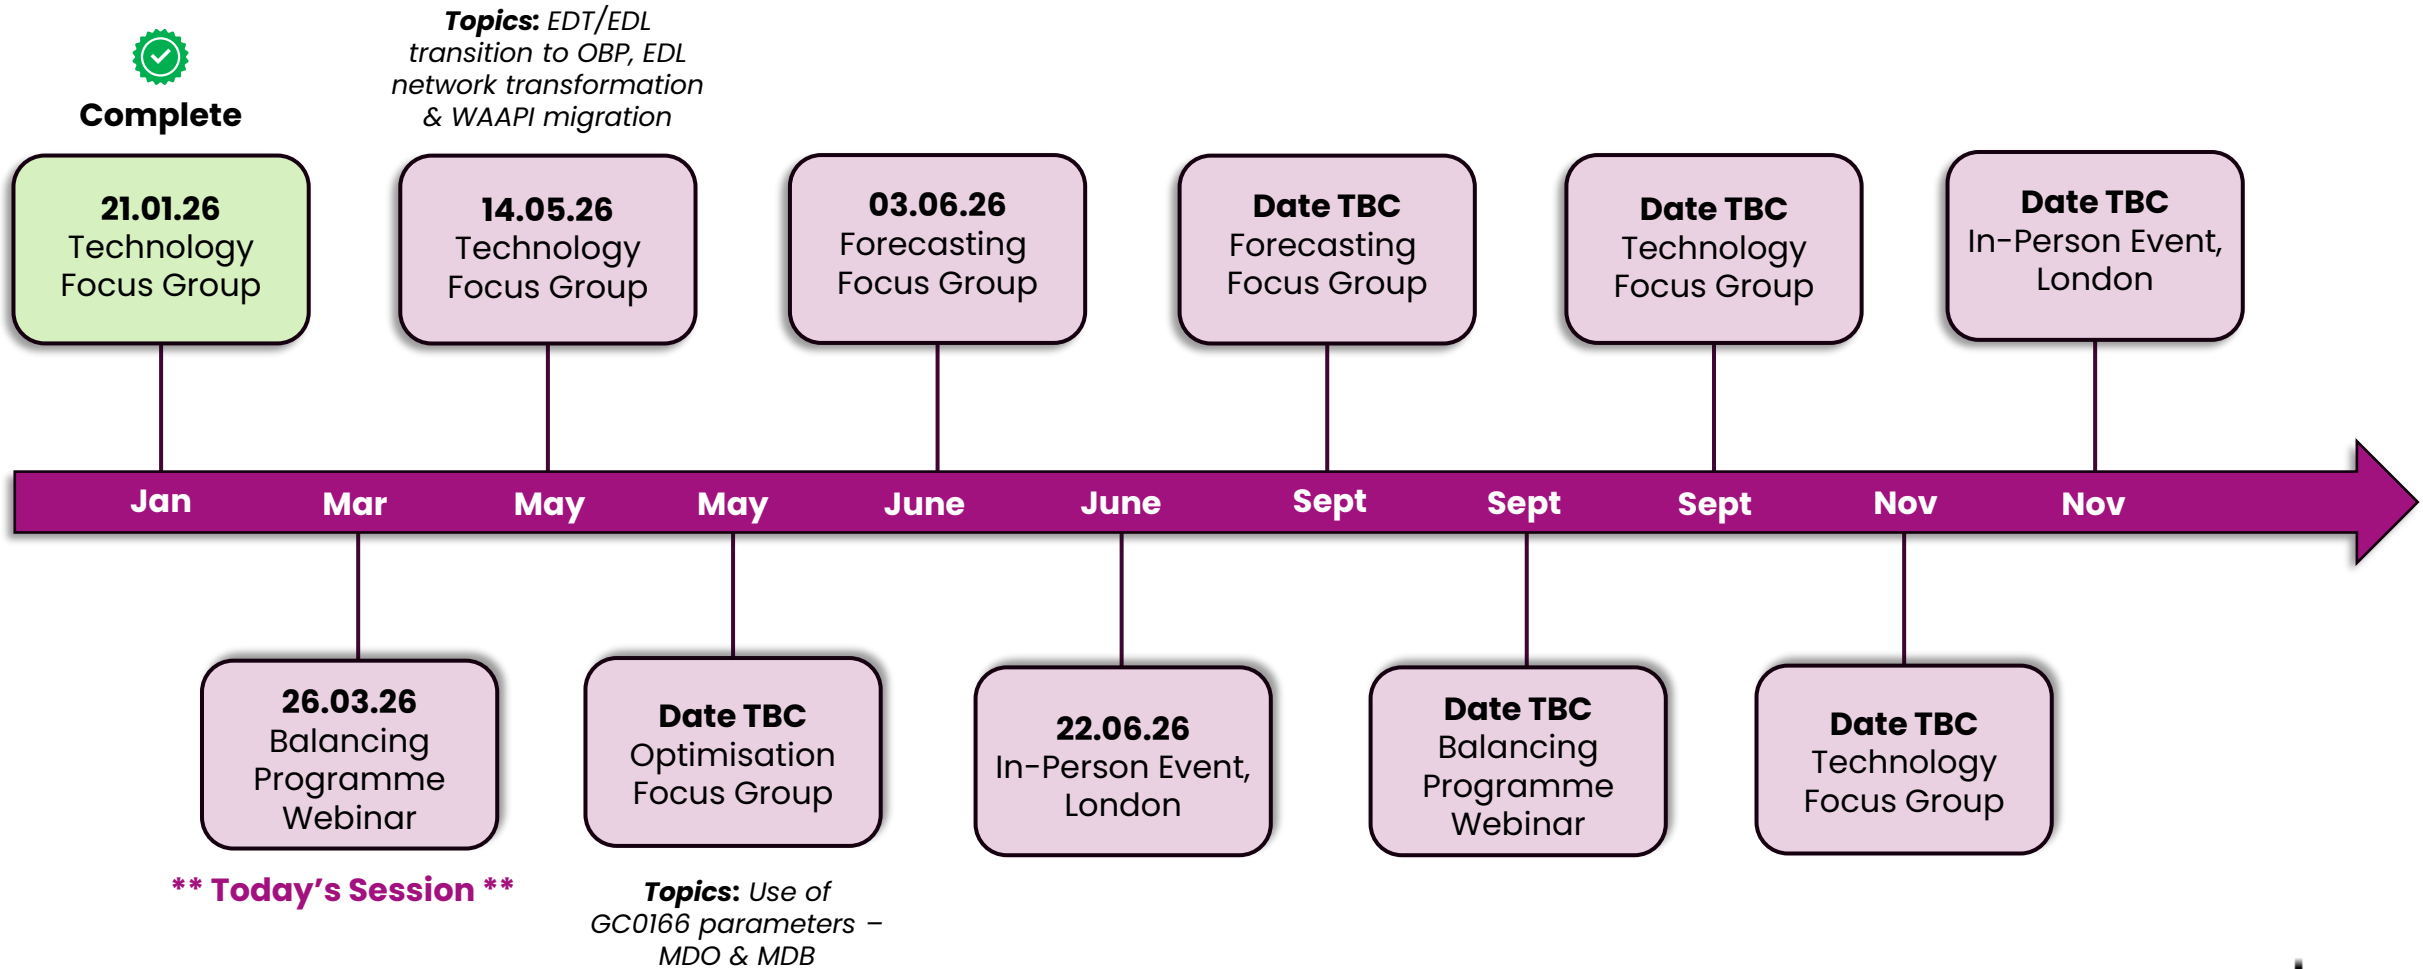 Topics: EDT/EDL
transition to OBP, EDL
network transformation
& WAAPI migration
Complete
21.01.26
Technology
Focus Group
14.05.26
Technology
Focus Group
03.06.26
Forecasting
Focus Group
Date TBC
Forecasting
Focus Group
Date TBC
Technology
Focus Group
Date TBC
In-Person Event,
London
Jan
Mar
May
May
June
June
Sept
Sept
Sept
Nov
Nov
26.03.26
Balancing
Programme
Webinar
Date TBC
Optimisation
Focus Group
22.06.26
In-Person Event,
London
Date TBC
Balancing
Programme
Webinar
Date TBC
Technology
Focus Group
** Today's Session **
Topics: Use of
GC0166 parameters –
MDO & MDB